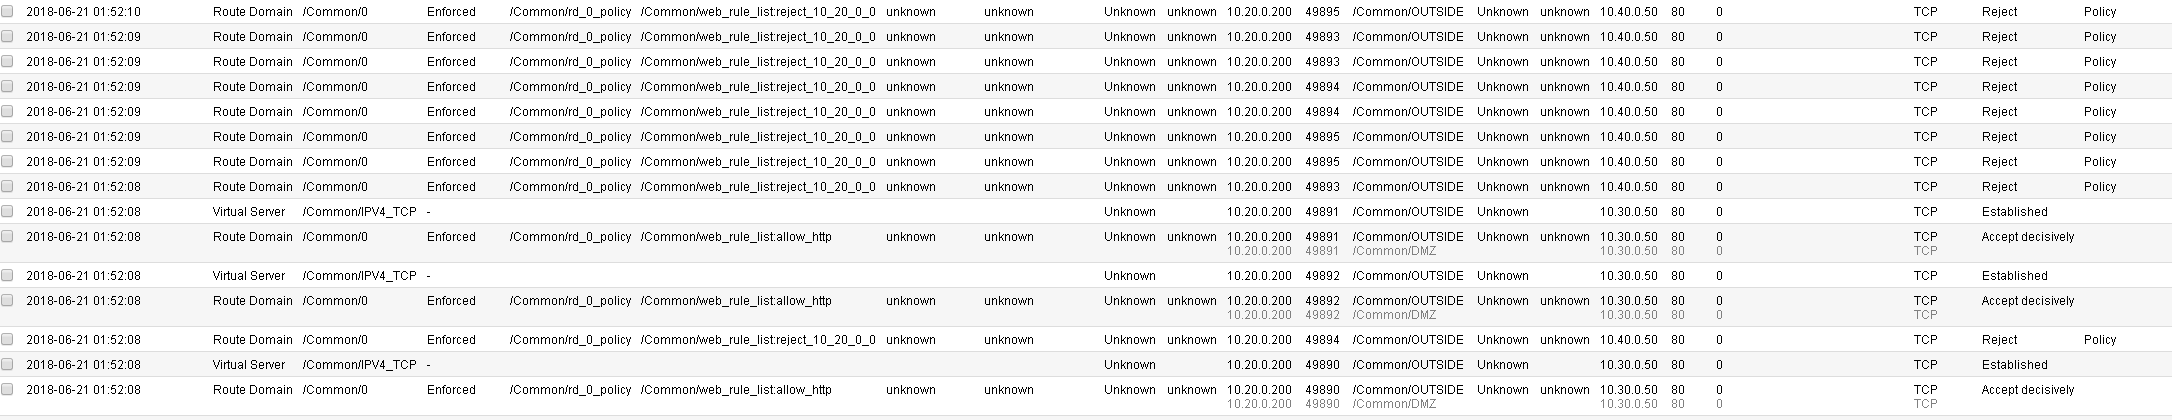 2018-06-21 01:52:10 Route Domain /Common/0 Enforced /Common/rd_0_policy /Common/web_rule_list:reject_10_20_0_0 unknown unknown Unknown unknown 10.20.0.200 49895 /Common/OUTSIDE Unknown unknown 10.40.0.50 80 0 TCP Reject Policy
2018-06-21 01:52:09 Route Domain /Common/0 Enforced /Common/rd_0_policy /Common/web_rule_list:reject_10_20_0_0 unknown unknown Unknown unknown 10.20.0.200 49893 /Common/OUTSIDE Unknown unknown 10.40.0.50 80 0 TCP Reject Policy
2018-06-21 01:52:09 Route Domain /Common/0 Enforced /Common/rd_0_policy /Common/web_rule_list:reject_10_20_0_0 unknown unknown Unknown unknown 10.20.0.200 49893 /Common/OUTSIDE Unknown unknown 10.40.0.50 80 0 TCP Reject Policy
2018-06-21 01:52:09 Route Domain /Common/0 Enforced /Common/rd_0_policy /Common/web_rule_list:reject_10_20_0_0 unknown unknown Unknown unknown 10.20.0.200 49894 /Common/OUTSIDE Unknown unknown 10.40.0.50 80 0 TCP Reject Policy
2018-06-21 01:52:09 Route Domain /Common/0 Enforced /Common/rd_0_policy /Common/web_rule_list:reject_10_20_0_0 unknown unknown Unknown unknown 10.20.0.200 49894 /Common/OUTSIDE Unknown unknown 10.40.0.50 80 0 TCP Reject Policy
2018-06-21 01:52:09 Route Domain /Common/0 Enforced /Common/rd_0_policy /Common/web_rule_list:reject_10_20_0_0 unknown unknown Unknown unknown 10.20.0.200 49895 /Common/OUTSIDE Unknown unknown 10.40.0.50 80 0 TCP Reject Policy
2018-06-21 01:52:09 Route Domain /Common/0 Enforced /Common/rd_0_policy /Common/web_rule_list:reject_10_20_0_0 unknown unknown Unknown unknown 10.20.0.200 49895 /Common/OUTSIDE Unknown unknown 10.40.0.50 80 0 TCP Reject Policy
2018-06-21 01:52:08 Route Domain /Common/0 Enforced /Common/rd_0_policy /Common/web_rule_list:reject_10_20_0_0 unknown unknown Unknown unknown 10.20.0.200 49893 /Common/OUTSIDE Unknown unknown 10.40.0.50 80 0 TCP Reject Policy
2018-06-21 01:52:08 Virtual Server /Common/IPV4_TCP - Unknown 10.20.0.200 49891 /Common/OUTSIDE Unknown 10.30.0.50 80 0 TCP Established
2018-06-21 01:52:08 Route Domain /Common/0 Enforced /Common/rd_0_policy /Common/web_rule_list:allow_http unknown unknown Unknown unknown 10.20.0.200 49891 /Common/OUTSIDE Unknown unknown 10.30.0.50 80 0 TCP Accept decisively
10.20.0.200 49891 /Common/DMZ 10.30.0.50 80 0 TCP
2018-06-21 01:52:08 Virtual Server /Common/IPV4_TCP - Unknown 10.20.0.200 49892 /Common/OUTSIDE Unknown 10.30.0.50 80 0 TCP Established
2018-06-21 01:52:08 Route Domain /Common/0 Enforced /Common/rd_0_policy /Common/web_rule_list:allow_http unknown unknown Unknown unknown 10.20.0.200 49892 /Common/OUTSIDE Unknown unknown 10.30.0.50 80 0 TCP Accept decisively
10.20.0.200 49892 /Common/DMZ 10.30.0.50 80 0 TCP
2018-06-21 01:52:08 Route Domain /Common/0 Enforced /Common/rd_0_policy /Common/web_rule_list:reject_10_20_0_0 unknown unknown Unknown unknown 10.20.0.200 49894 /Common/OUTSIDE Unknown unknown 10.40.0.50 80 0 TCP Reject Policy
2018-06-21 01:52:08 Virtual Server /Common/IPV4_TCP - Unknown 10.20.0.200 49890 /Common/OUTSIDE Unknown 10.30.0.50 80 0 TCP Established
2018-06-21 01:52:08 Route Domain /Common/0 Enforced /Common/rd_0_policy /Common/web_rule_list:allow_http unknown unknown Unknown unknown 10.20.0.200 49890 /Common/OUTSIDE Unknown unknown 10.30.0.50 80 0 TCP Accept decisively
10.20.0.200 49890 /Common/DMZ 10.30.0.50 80 0 TCP